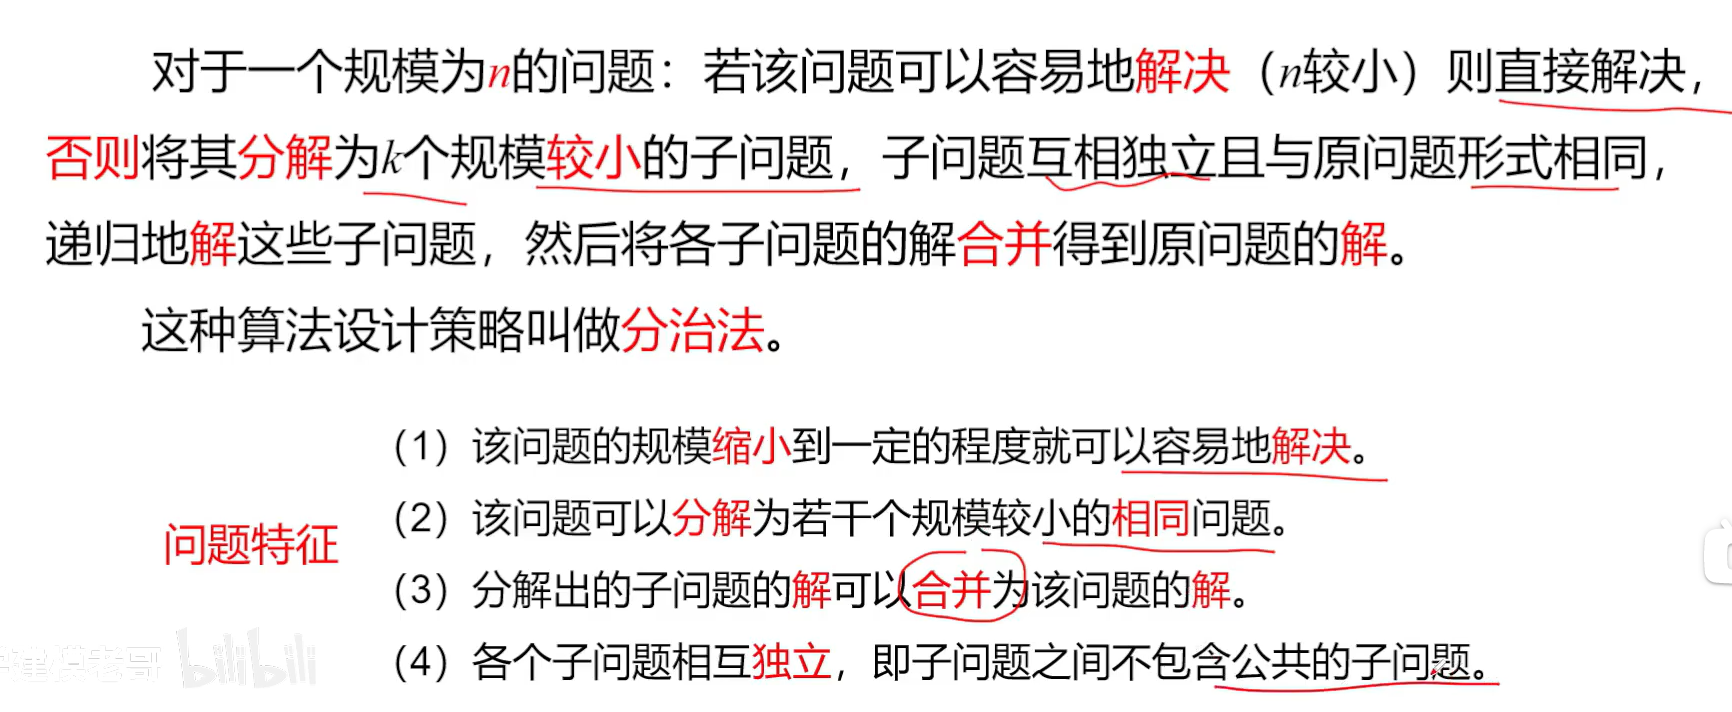 对于一个规模为n的问题：若该问题可以容易地解决（n较小）则直接解决，
否则将其分解为k个规模较小的子问题，子问题互相独立且与原问题形式相同，
递归地解这些子问题，然后将各子问题的解合并得到原问题的解。
这种算法设计策略叫做分治法。
问题特征
（1）该问题的规模缩小到一定的程度就可以容易地解决。
（2）该问题可以分解为若干个规模较小的相同问题。
（3）分解出的子问题的解可以合并为该问题的解。
（4）各个子问题相互独立，即子问题之间不包含公共的子问题。
建模老哥 bilibili